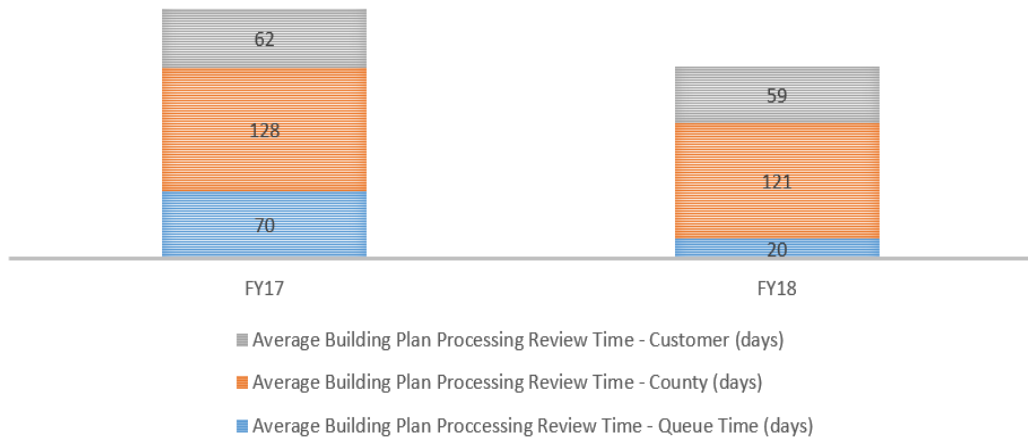 62
128
70
59
121
20
FY17
FY18
Average Building Plan Processing Review Time - Customer (days)
Average Building Plan Processing Review Time - County (days)
Average Building Plan Proccessing Review Time - Queue Time (days)